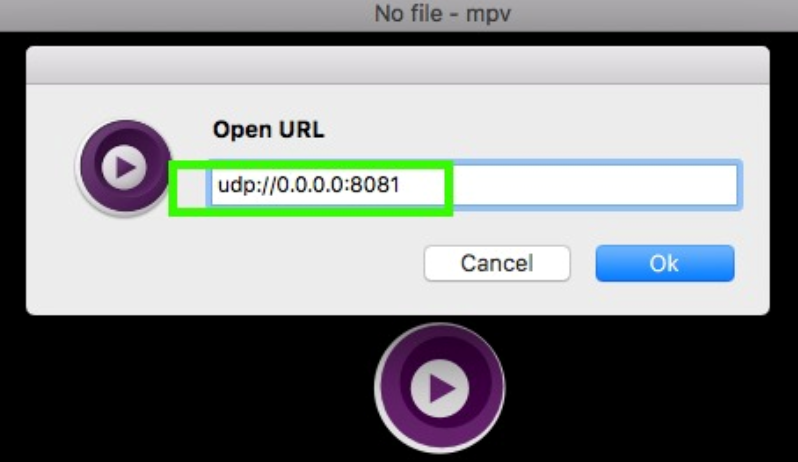 No file - mpv
Open URL
udp://0.0.0.0:8081
Cancel
Ok